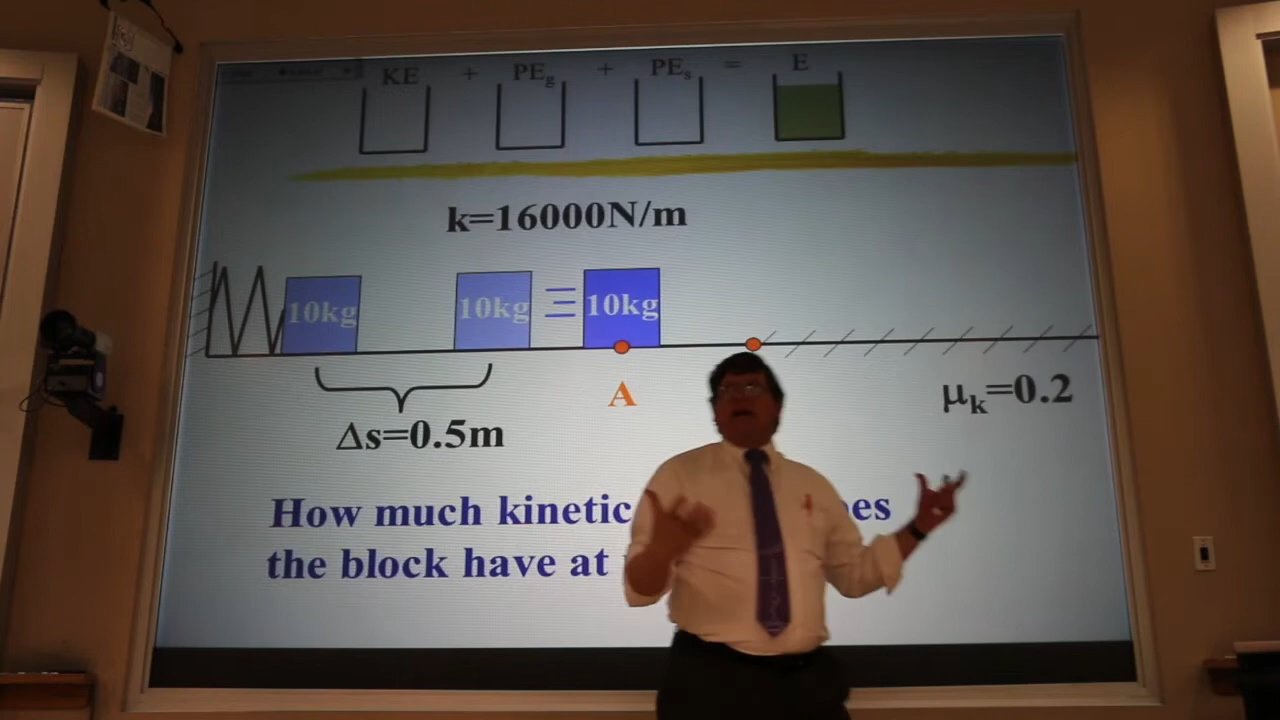 KE + PEg + PEs = E
k=16000N/m
10kg 10kg 10kg
A
μk=0.2
Δs=0.5m
How much kinetic
the block have at